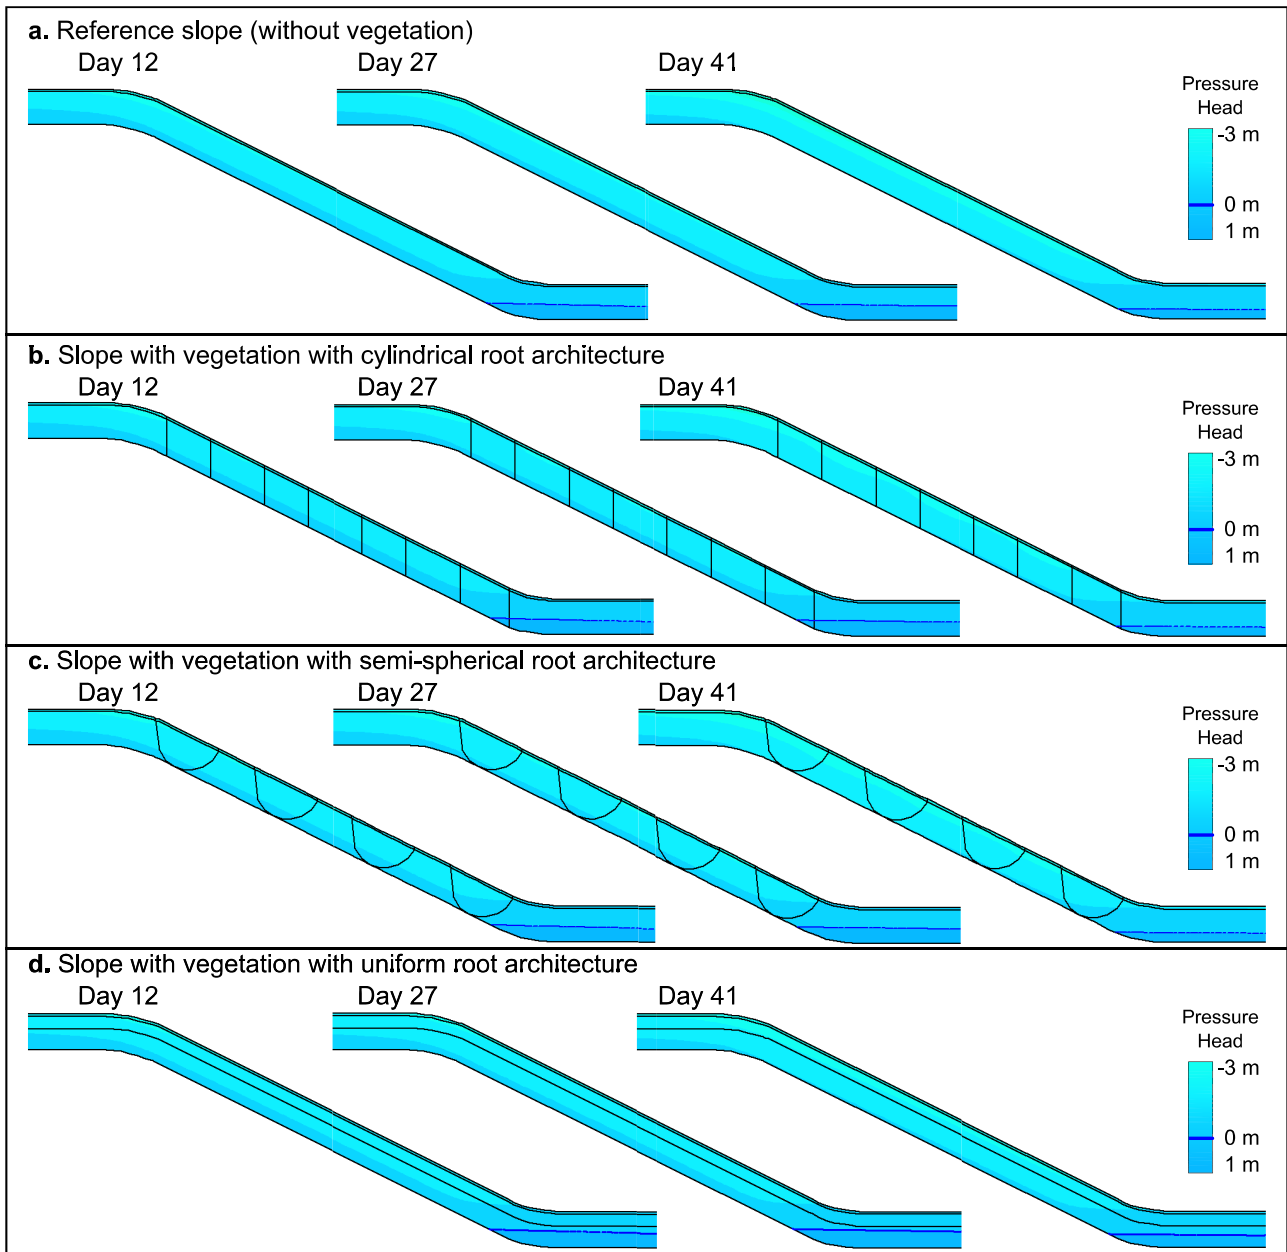 a. Reference slope (without vegetation)
Day 12 Day 27 Day 41
Pressure
Head
-3 m
0 m
1 m
b. Slope with vegetation with cylindrical root architecture
Day 12 Day 27 Day 41
Pressure
Head
-3 m
0 m
1 m
c. Slope with vegetation with semi-spherical root architecture
Day 12 Day 27 Day 41
Pressure
Head
-3 m
0 m
1 m
d. Slope with vegetation with uniform root architecture
Day 12 Day 27 Day 41
Pressure
Head
-3 m
0 m
1 m